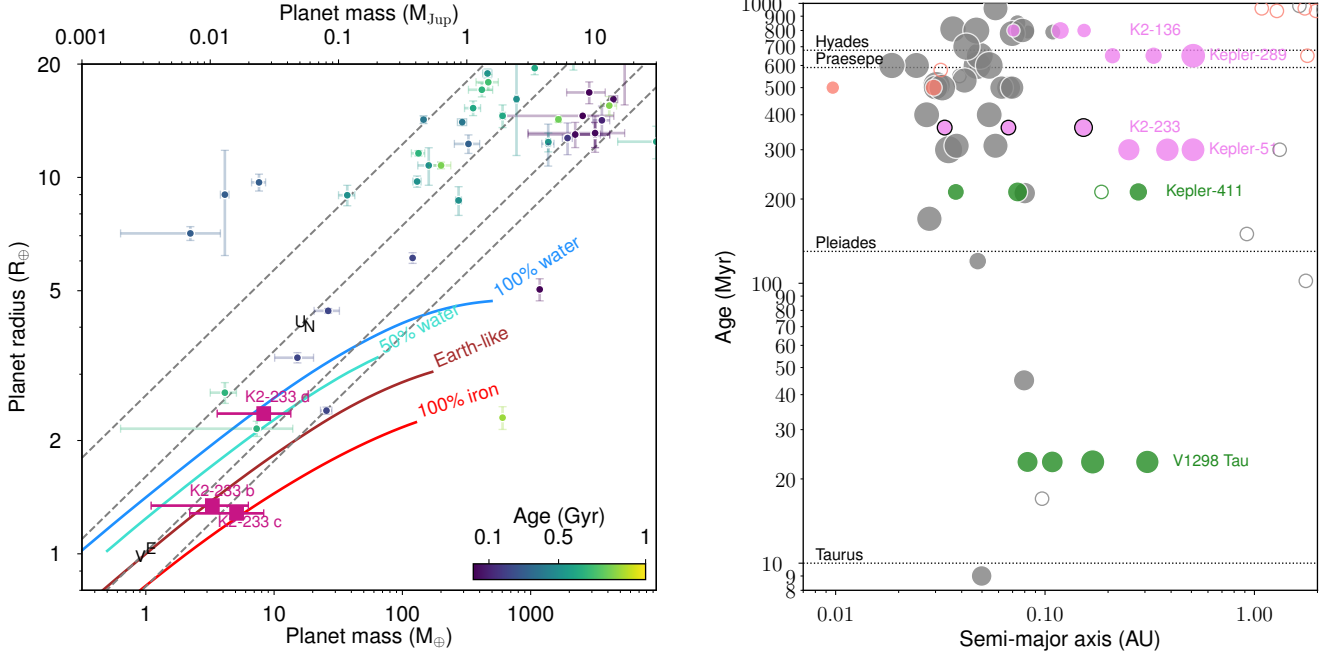 Planet mass (M_Jup)
0.001 0.01 0.1 1 10
20
10
5
2
1
Planet radius (R⊕)
100% water
50% water
Earth-like
100% iron
U
N
K2-233 d
K2-233 b
K2-233 c
V
E
Age (Gyr)
0.1 0.5 1
1 10 100 1000
Planet mass (M⊕)
1000
900
800
700
600
500
400
300
200
100
90
80
70
60
50
40
30
20
10
9
8
Age (Myr)
K2-136
Hyades
Kepler-289
Praesepe
K2-233
Kepler-51
Kepler-411
Pleiades
V1298 Tau
Taurus
0.01 0.10 1.00
Semi-major axis (AU)